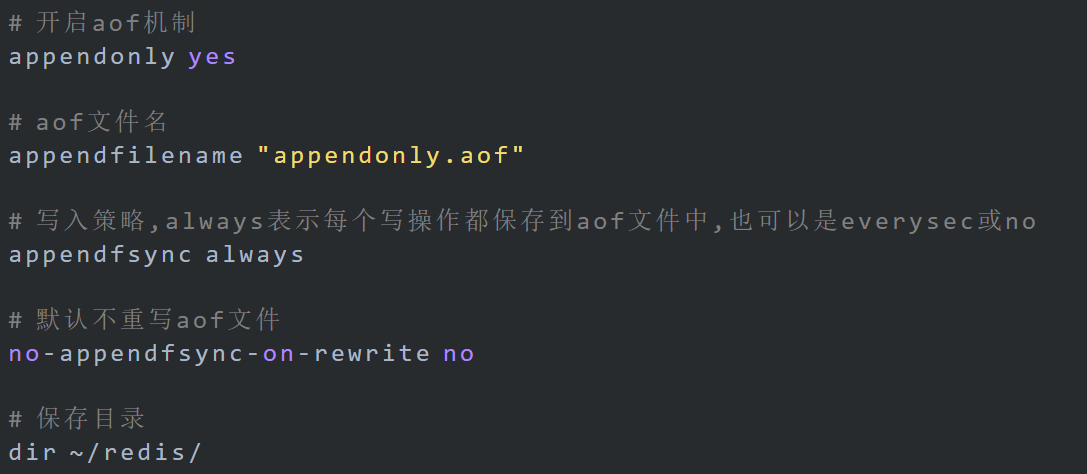 # 开启aof机制
appendonly yes
# aof文件名
appendfilename "appendonly.aof"
# 写入策略,always表示每个写操作都保存到aof文件中,也可以是everysec或no
appendfsync always
# 默认不重写aof文件
no-appendfsync-on-rewrite no
# 保存目录
dir ~/redis/